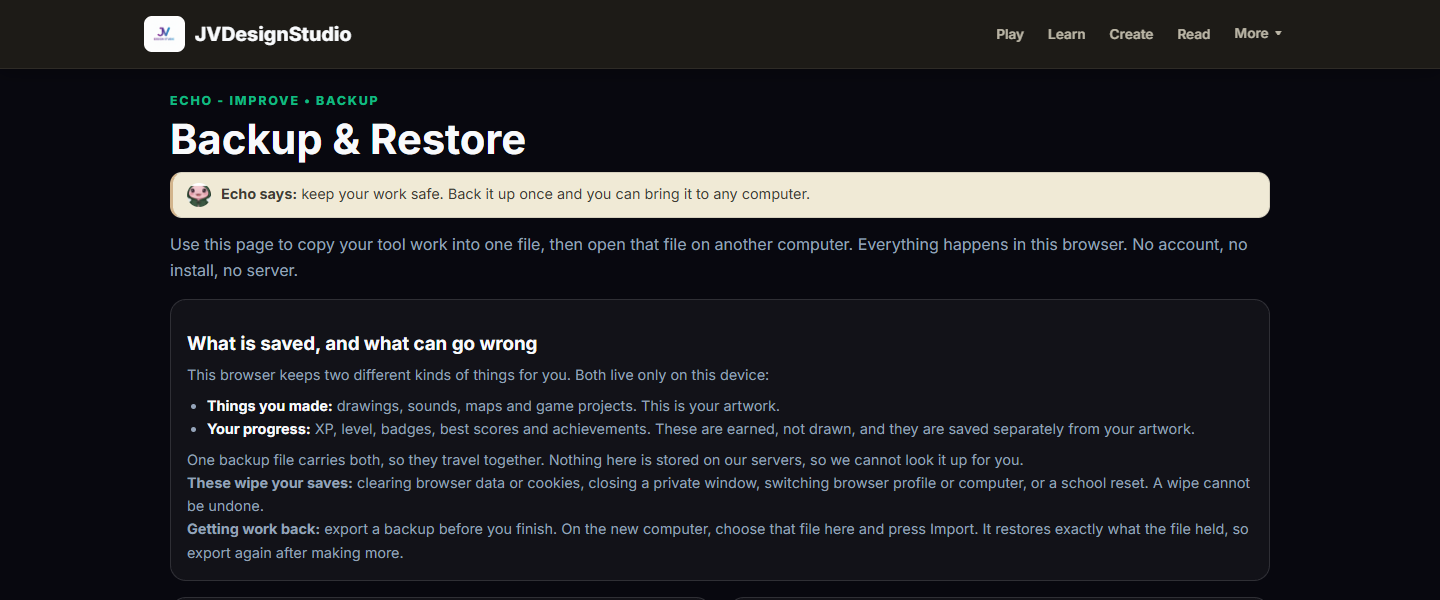 JV
JVDesignStudio
Play
Learn
Create
Read
More
ECHO - IMPROVE • BACKUP
Backup & Restore
Echo says: keep your work safe. Back it up once and you can bring it to any computer.
Use this page to copy your tool work into one file, then open that file on another computer. Everything happens in this browser. No account, no
install, no server.
What is saved, and what can go wrong
This browser keeps two different kinds of things for you. Both live only on this device:
• Things you made: drawings, sounds, maps and game projects. This is your artwork.
• Your progress: XP, level, badges, best scores and achievements. These are earned, not drawn, and they are saved separately from your artwork.
One backup file carries both, so they travel together. Nothing here is stored on our servers, so we cannot look it up for you.
These wipe your saves: clearing browser data or cookies, closing a private window, switching browser profile or computer, or a school reset. A wipe cannot
be undone.
Getting work back: export a backup before you finish. On the new computer, choose that file here and press Import. It restores exactly what the file held, so
export again after making more.